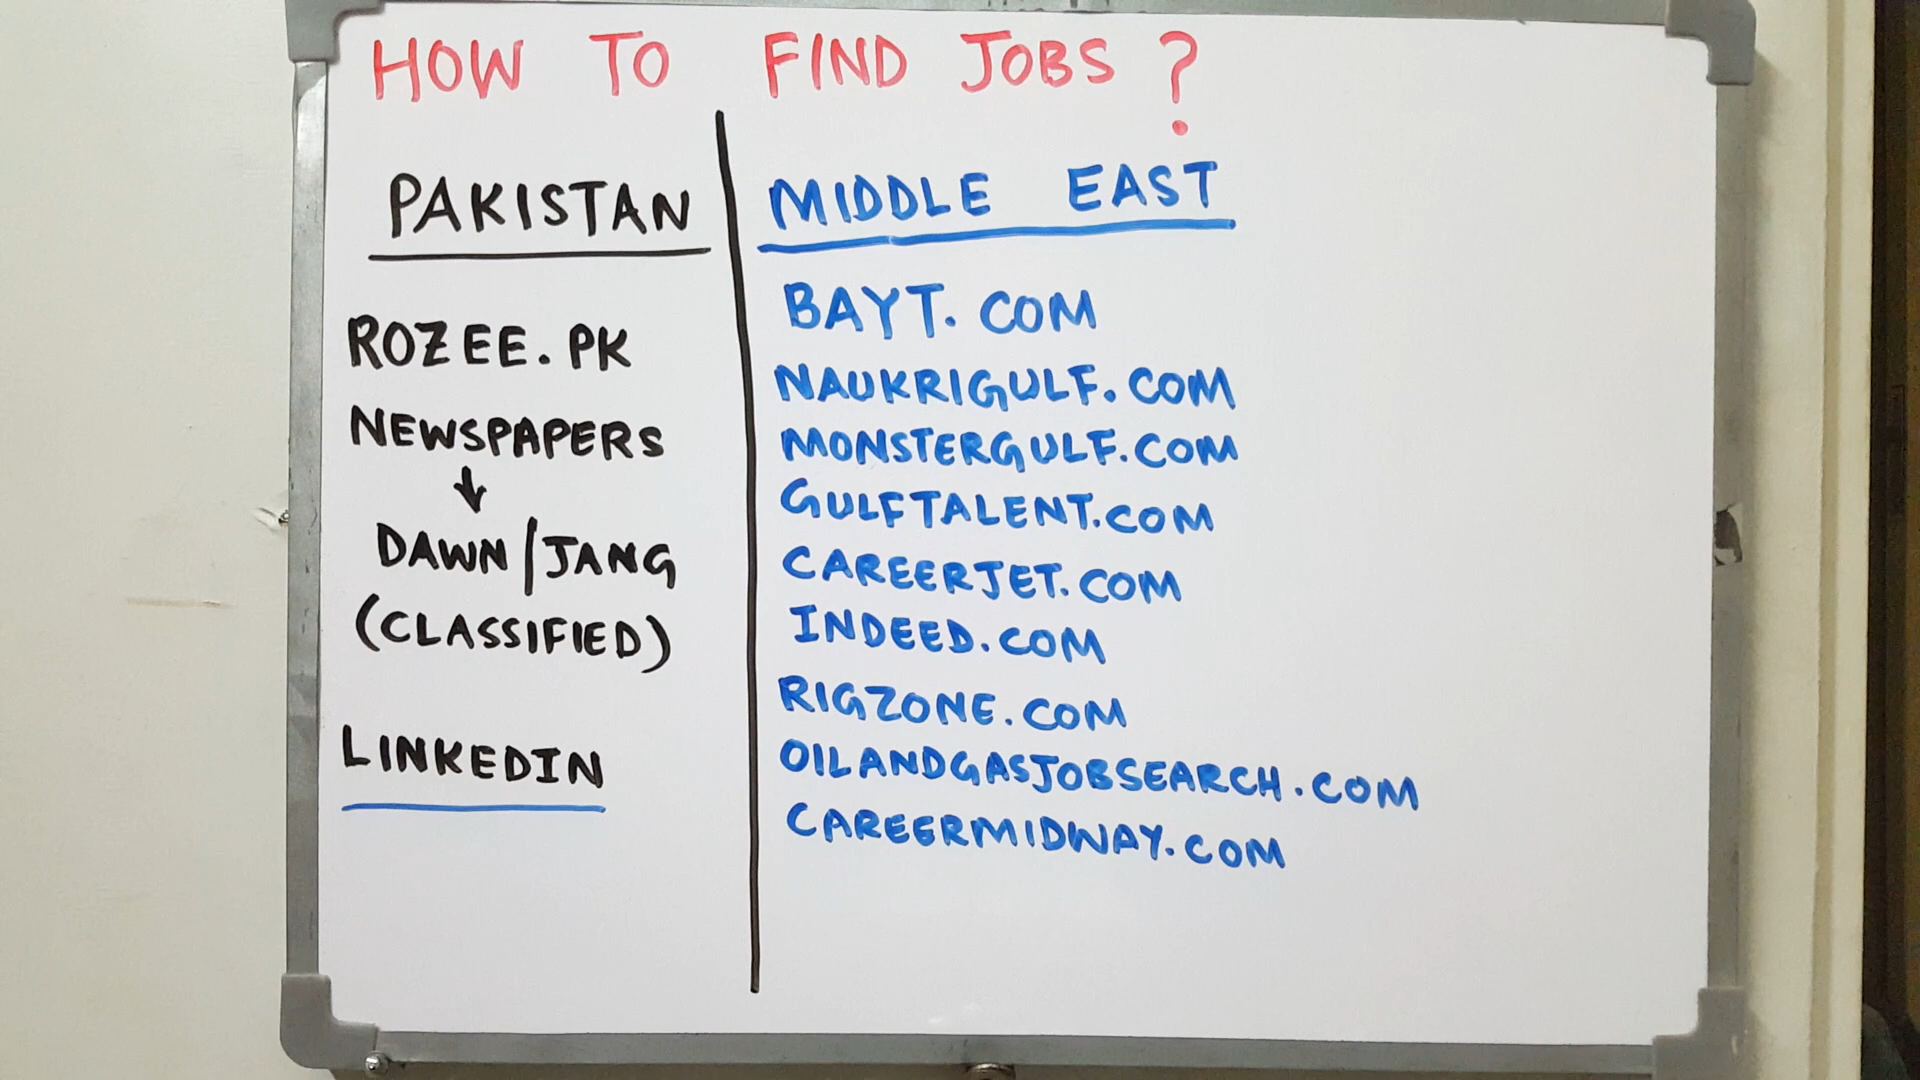 HOW TO FIND JOBS ?
PAKISTAN
ROZEE.PK
NEWSPAPERS
↓
DAWN/JANG
(CLASSIFIED)
LINKEDIN
MIDDLE EAST
BAYT.COM
NAUKRIGULF.COM
MONSTERGULF.COM
GULFTALENT.COM
CAREERJET.COM
INDEED.COM
RIGZONE.COM
OILANDGASJOBSEARCH.COM
CAREERMIDWAY.COM